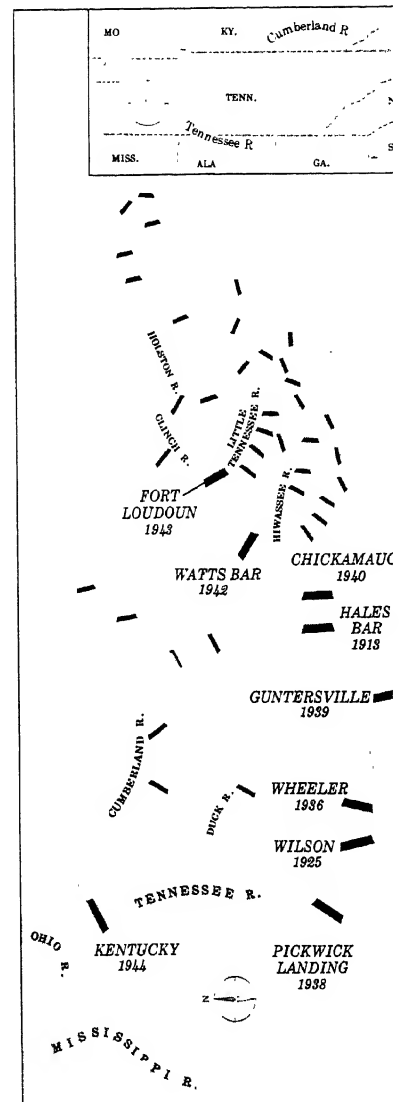 MO
KY.
Cumberland R
TENN.
N
Tennessee R
S
MISS.
ALA
GA.
HOLSTON R.
CLINCH R.
LITTLE
TENNESSEE R.
HIWASSEE R.
FORT
LOUDOUN
1943
WATTS BAR
1942
CHICKAMAUG
1940
HALES
BAR
1913
GUNTERSVILLE
1939
CUMBERLAND R.
DUCK R.
WHEELER
1936
WILSON
1925
TENNESSEE R.
OHIO R.
KENTUCKY
1944
PICKWICK
LANDING
1938
N
MISSISSIPPI R.